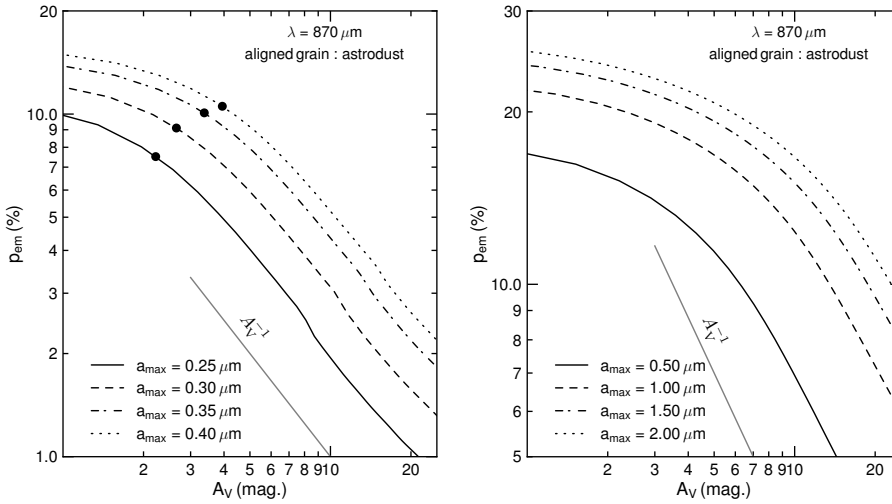 20
10.0
9
8
7
6
5
4
3
2
1.0
p_em (%)
λ = 870 μm
aligned grain : astrodust
A_V^-1
a_max = 0.25 μm
a_max = 0.30 μm
a_max = 0.35 μm
a_max = 0.40 μm
2 3 4 5 6 7 8 9 10 20
A_V (mag.)
30
20
10.0
9
8
7
6
5
p_em (%)
λ = 870 μm
aligned grain : astrodust
A_V^-1
a_max = 0.50 μm
a_max = 1.00 μm
a_max = 1.50 μm
a_max = 2.00 μm
2 3 4 5 6 7 8 9 10 20
A_V (mag.)